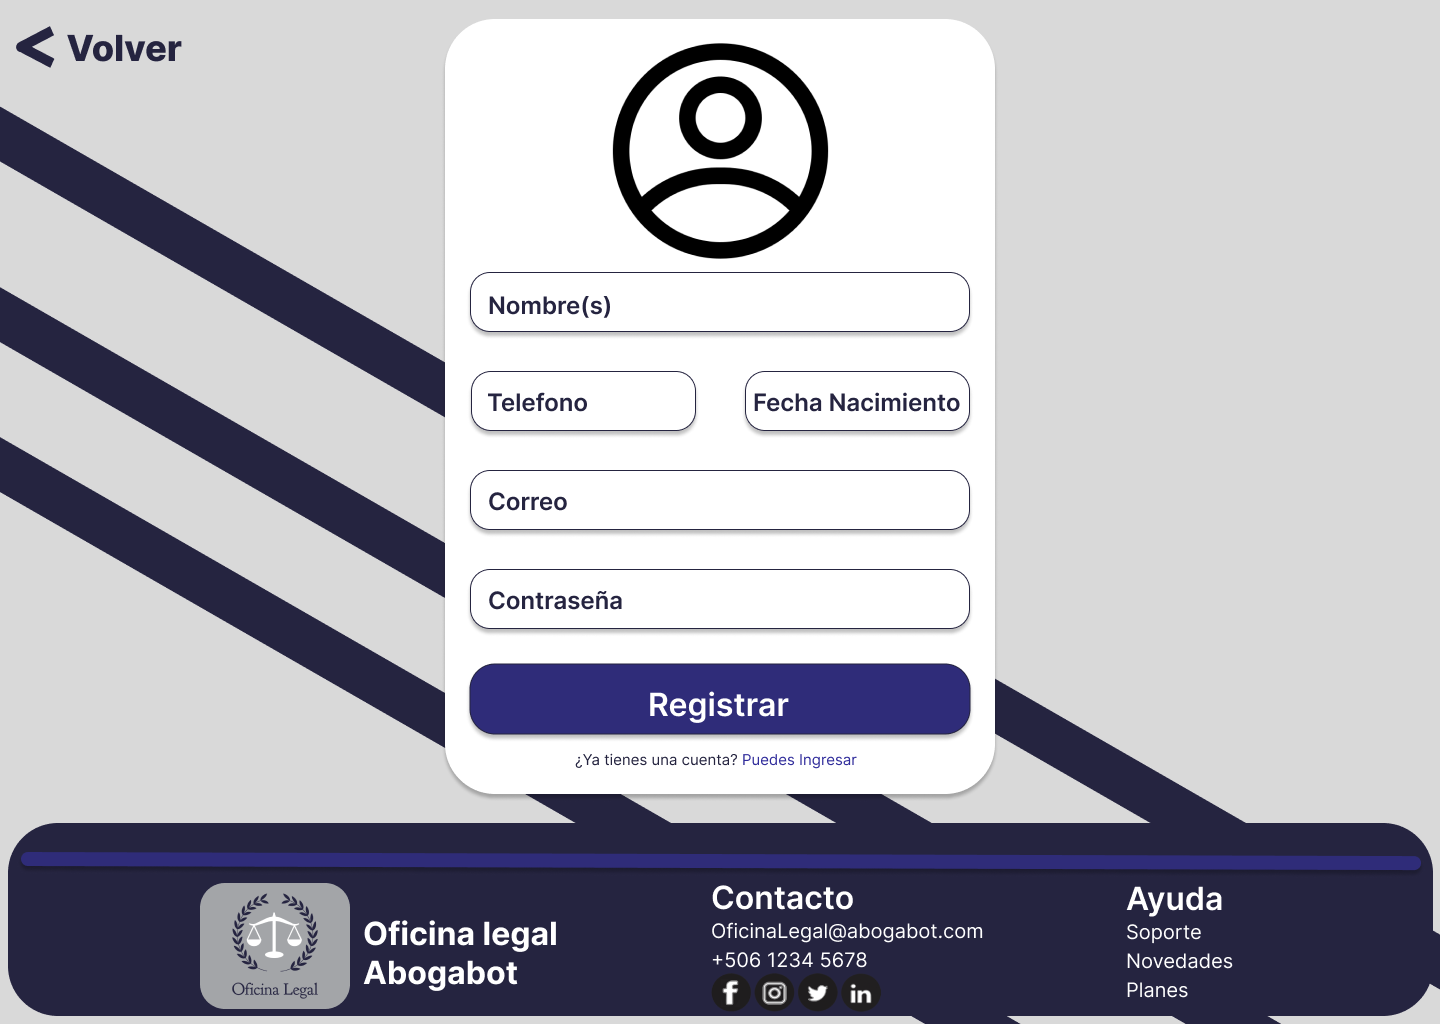 Volver
Nombre(s)
Telefono
Fecha Nacimiento
Correo
Contraseña
Registrar
¿Ya tienes una cuenta? Puedes Ingresar
Oficina Legal
Oficina legal
Abogabot
Contacto
OficinaLegal@abogabot.com
+506 1234 5678
Ayuda
Soporte
Novedades
Planes